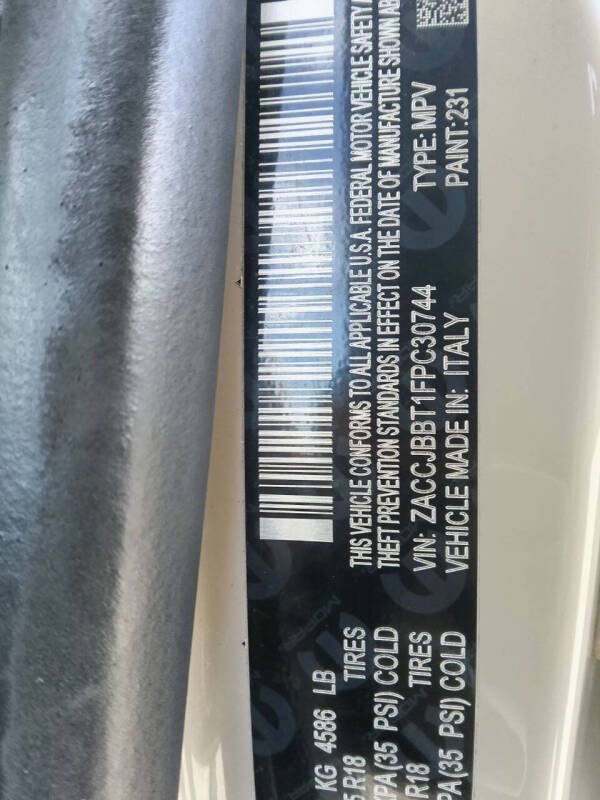 KG 4586 LB
R18 TIRES
PA (35 PSI) COLD
R18 TIRES
PA (35 PSI) COLD
THIS VEHICLE CONFORMS TO ALL APPLICABLE U.S.A. FEDERAL MOTOR VEHICLE SAFETY
THEFT PREVENTION STANDARDS IN EFFECT ON THE DATE OF MANUFACTURE SHOWN AB
VIN: ZACCJBBT1FPC30744 TYPE: MPV
VEHICLE MADE IN: ITALY PAINT: 231
MOPAR